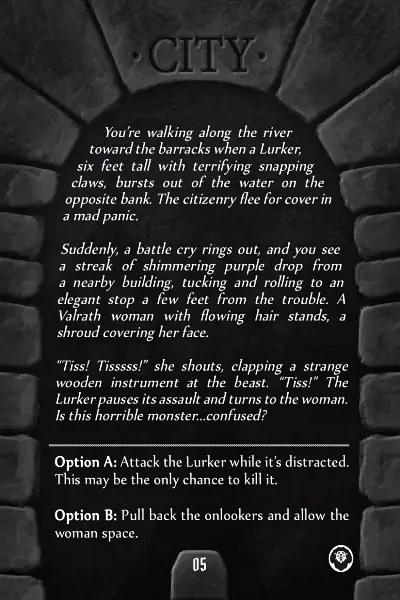 · CITY ·
You're walking along the river
toward the barracks when a Lurker,
six feet tall with terrifying snapping
claws, bursts out of the water on the
opposite bank. The citizenry flee for cover in
a mad panic.
Suddenly, a battle cry rings out, and you see
a streak of shimmering purple drop from
a nearby building, tucking and rolling to an
elegant stop a few feet from the trouble. A
Valrath woman with flowing hair stands, a
shroud covering her face.
"Tiss! Tisssss!" she shouts, clapping a strange
wooden instrument at the beast. "Tiss!" The
Lurker pauses its assault and turns to the woman.
Is this horrible monster...confused?
Option A: Attack the Lurker while it's distracted.
This may be the only chance to kill it.
Option B: Pull back the onlookers and allow the
woman space.
05